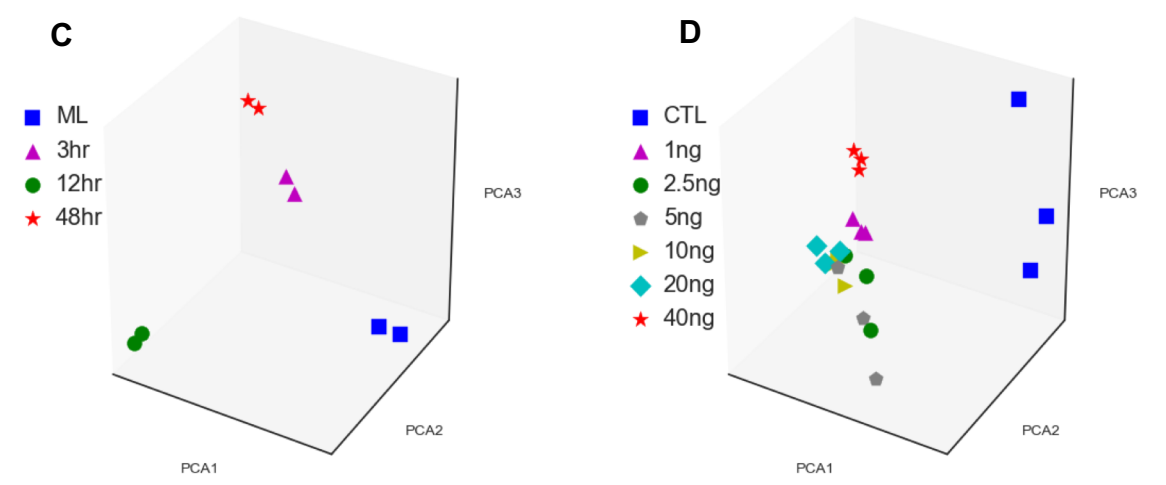 C
ML
3hr
12hr
48hr
PCA3
PCA2
PCA1
D
CTL
1ng
2.5ng
5ng
10ng
20ng
40ng
PCA3
PCA2
PCA1